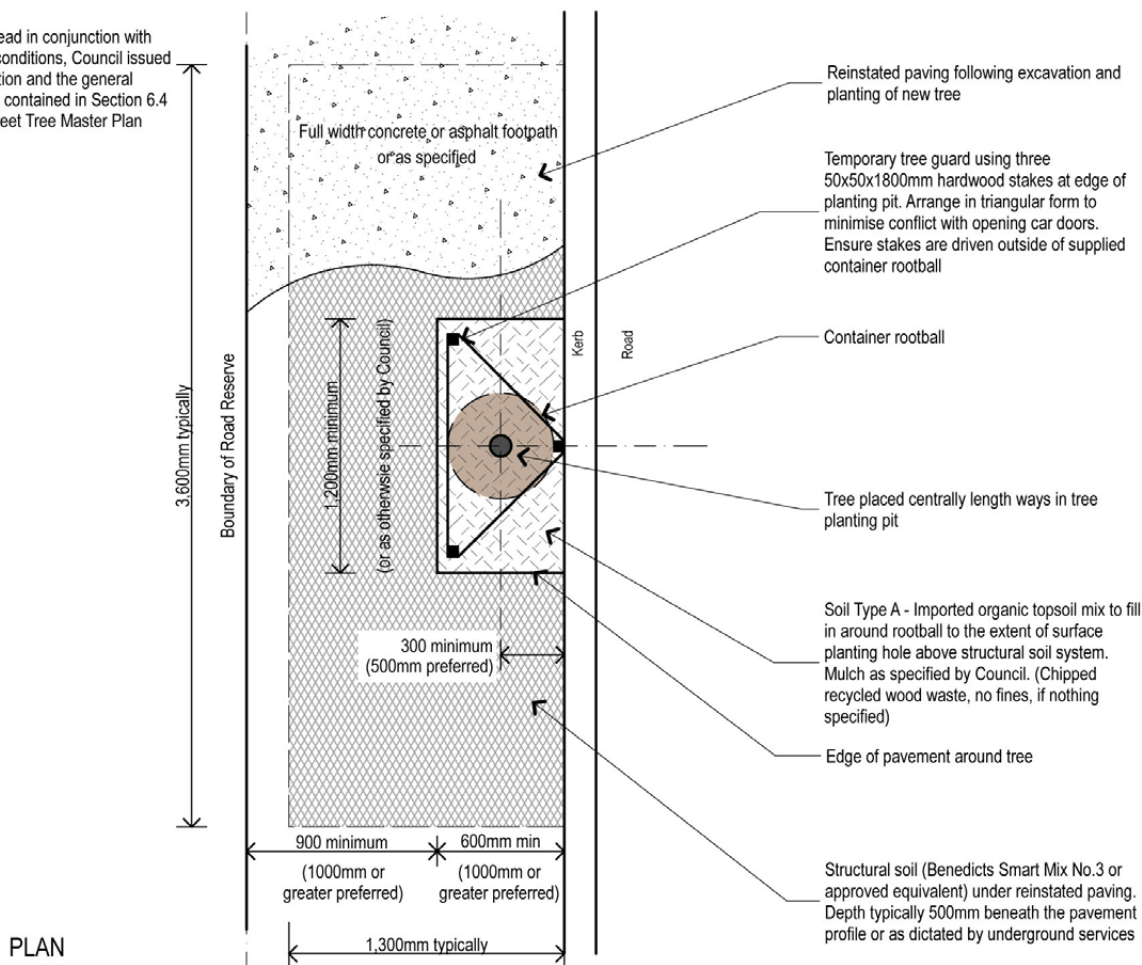 ead in conjunction with
conditions, Council issued
tion and the general
contained in Section 6.4
eet Tree Master Plan
Full width concrete or asphalt footpath
or as specified
Reinstated paving following excavation and
planting of new tree
Temporary tree guard using three
50x50x1800mm hardwood stakes at edge of
planting pit. Arrange in triangular form to
minimise conflict with opening car doors.
Ensure stakes are driven outside of supplied
container rootball
Container rootball
Tree placed centrally length ways in tree
planting pit
Soil Type A - Imported organic topsoil mix to fill
in around rootball to the extent of surface
planting hole above structural soil system.
Mulch as specified by Council. (Chipped
recycled wood waste, no fines, if nothing
specified)
Edge of pavement around tree
Structural soil (Benedicts Smart Mix No.3 or
approved equivalent) under reinstated paving.
Depth typically 500mm beneath the pavement
profile or as dictated by underground services
3,600mm typically
Boundary of Road Reserve
1,200mm minimum
(or as otherwsie specified by Council)
Kerb
Road
300 minimum
(500mm preferred)
900 minimum
(1000mm or
greater preferred)
600mm min
(1000mm or
greater preferred)
1,300mm typically
PLAN